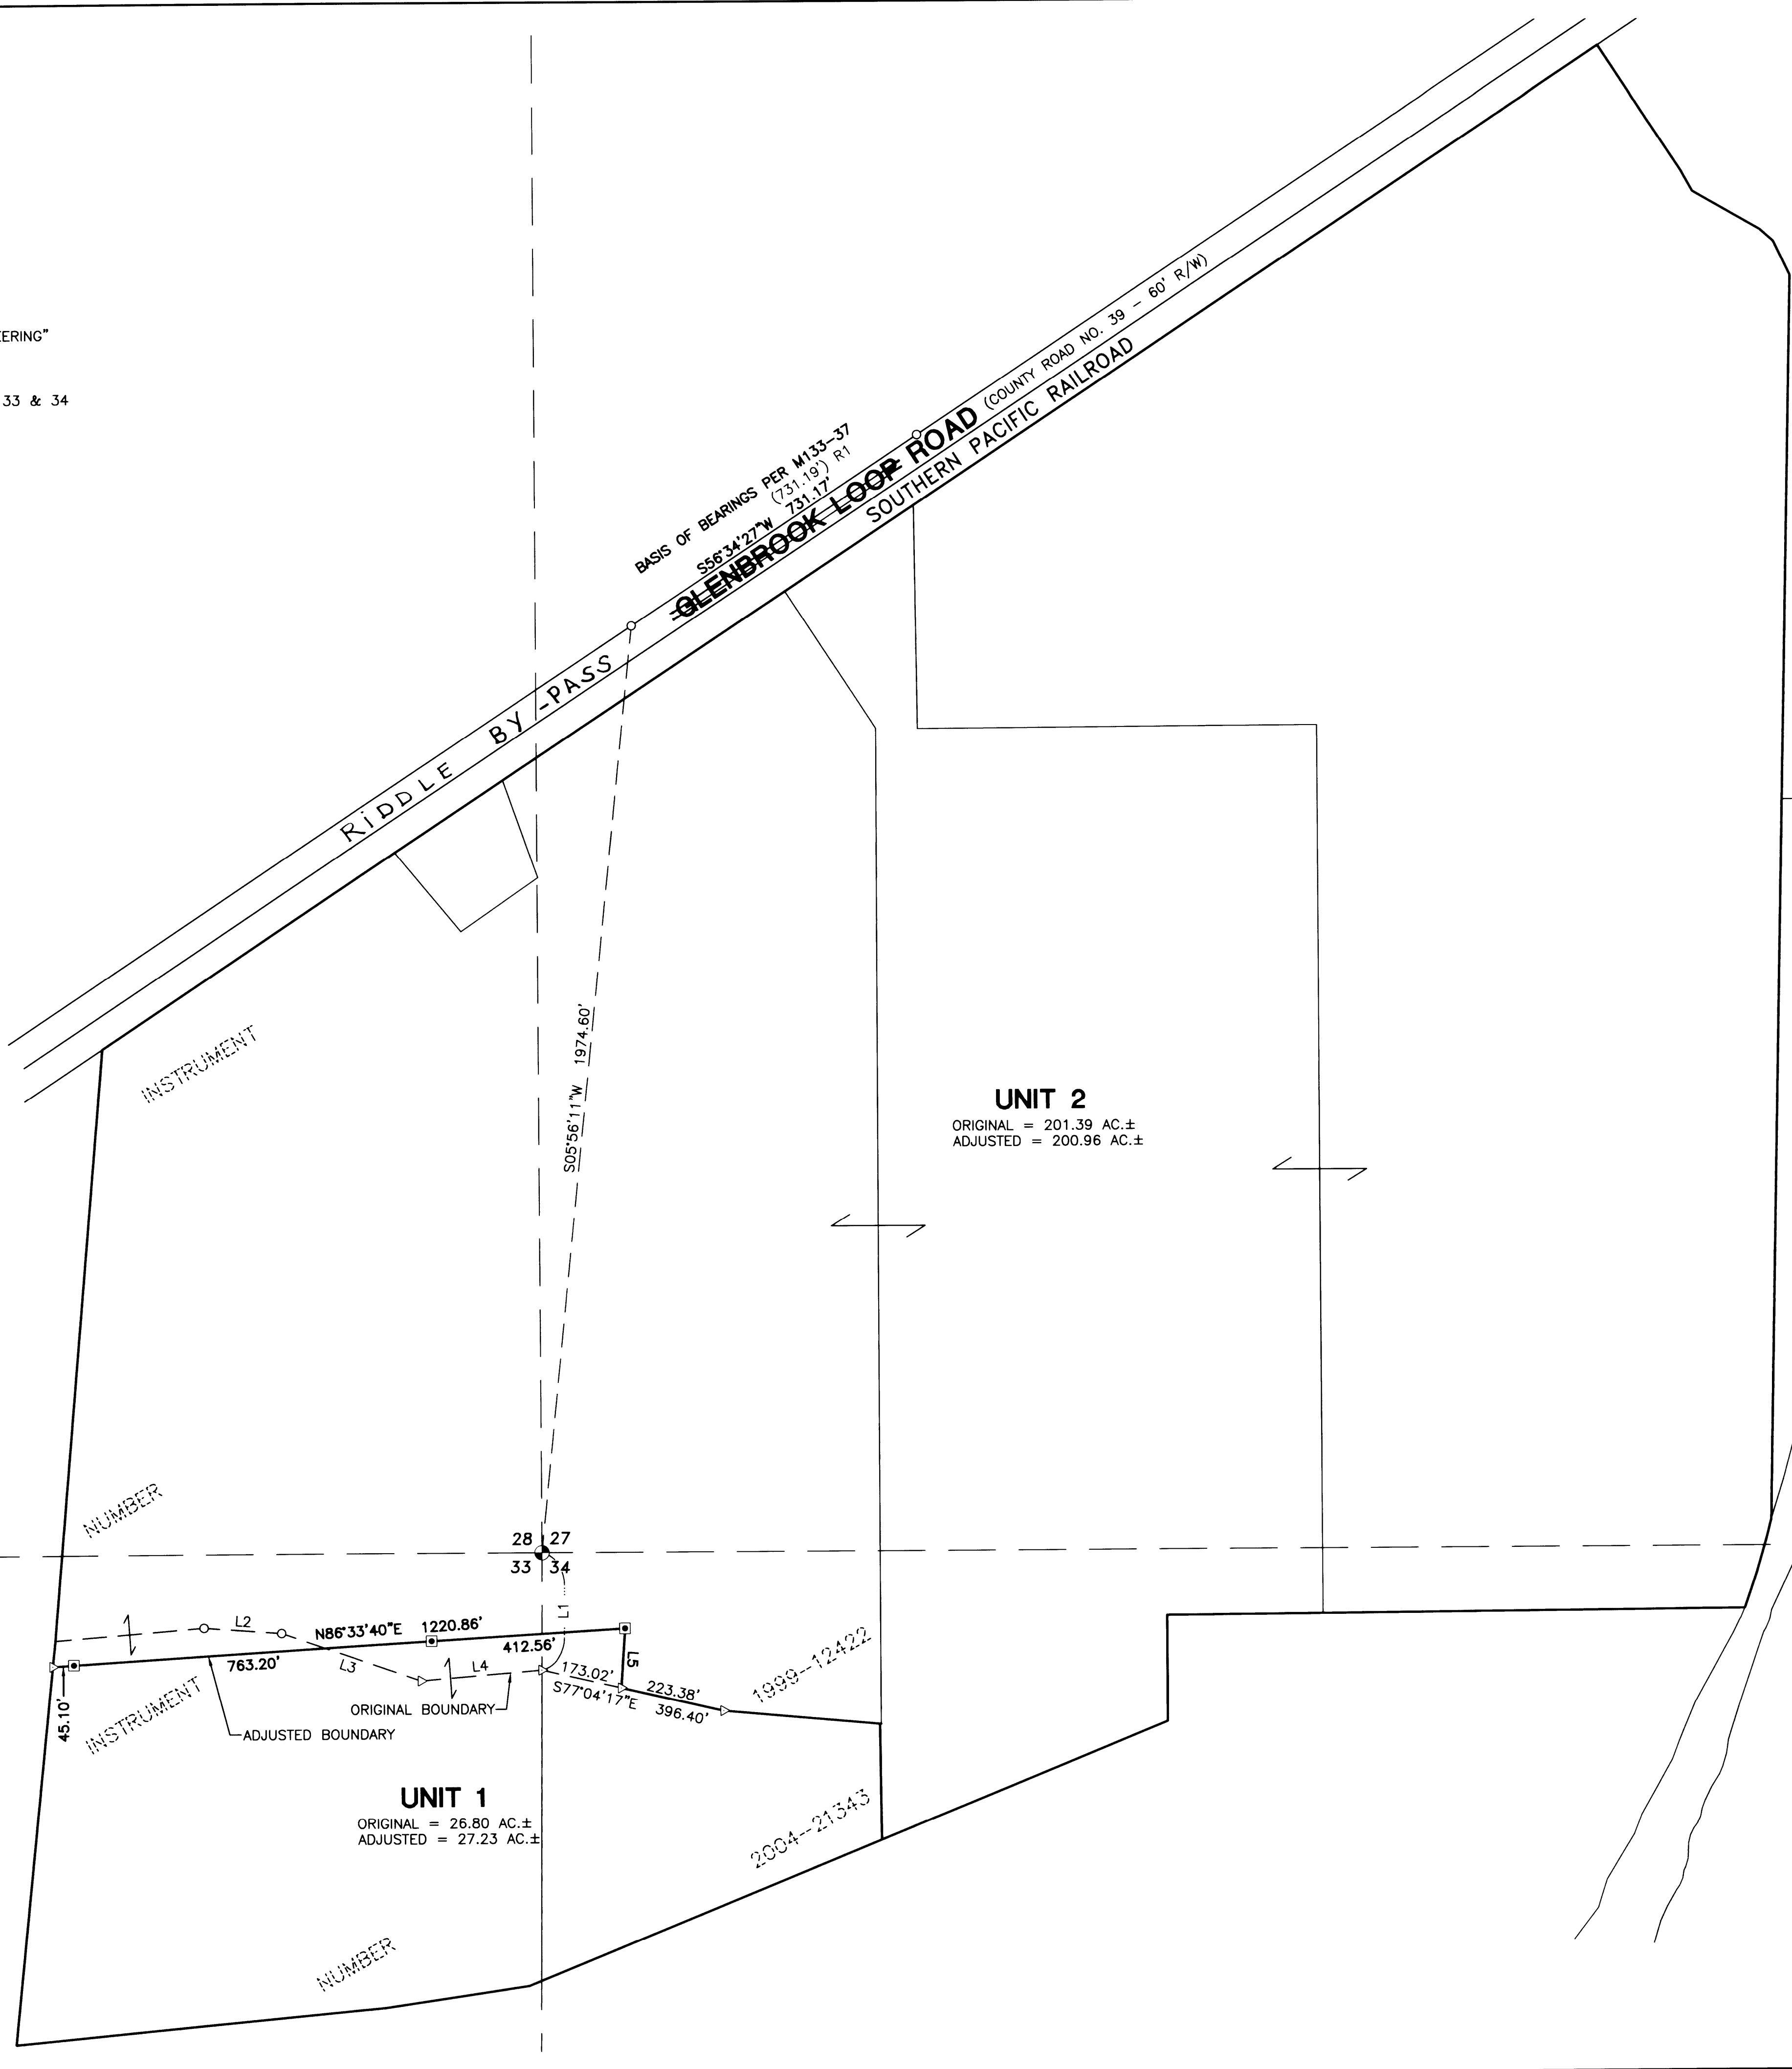 EERING"
33 & 34
BASIS OF BEARINGS PER M133-37
(731.19') R1
S56°34'27"W 731.17'
GLENBROOK LOOP ROAD (COUNTY ROAD NO. 39 - 60' R/W)
SOUTHERN PACIFIC RAILROAD
RiDDLE BY-PASS
S05°56'11"W 1974.60'
INSTRUMENT
UNIT 2
ORIGINAL = 201.39 AC.±
ADJUSTED = 200.96 AC.±
NUMBER
28 27
33 34
L1
L2
N86°33'40"E 1220.86'
412.56'
763.20'
L3
L4
L5
173.02'
S77°04'17"E
223.38'
396.40'
1999-12422
45.10'
INSTRUMENT
ORIGINAL BOUNDARY
ADJUSTED BOUNDARY
UNIT 1
ORIGINAL = 26.80 AC.±
ADJUSTED = 27.23 AC.±
2004-21343
NUMBER